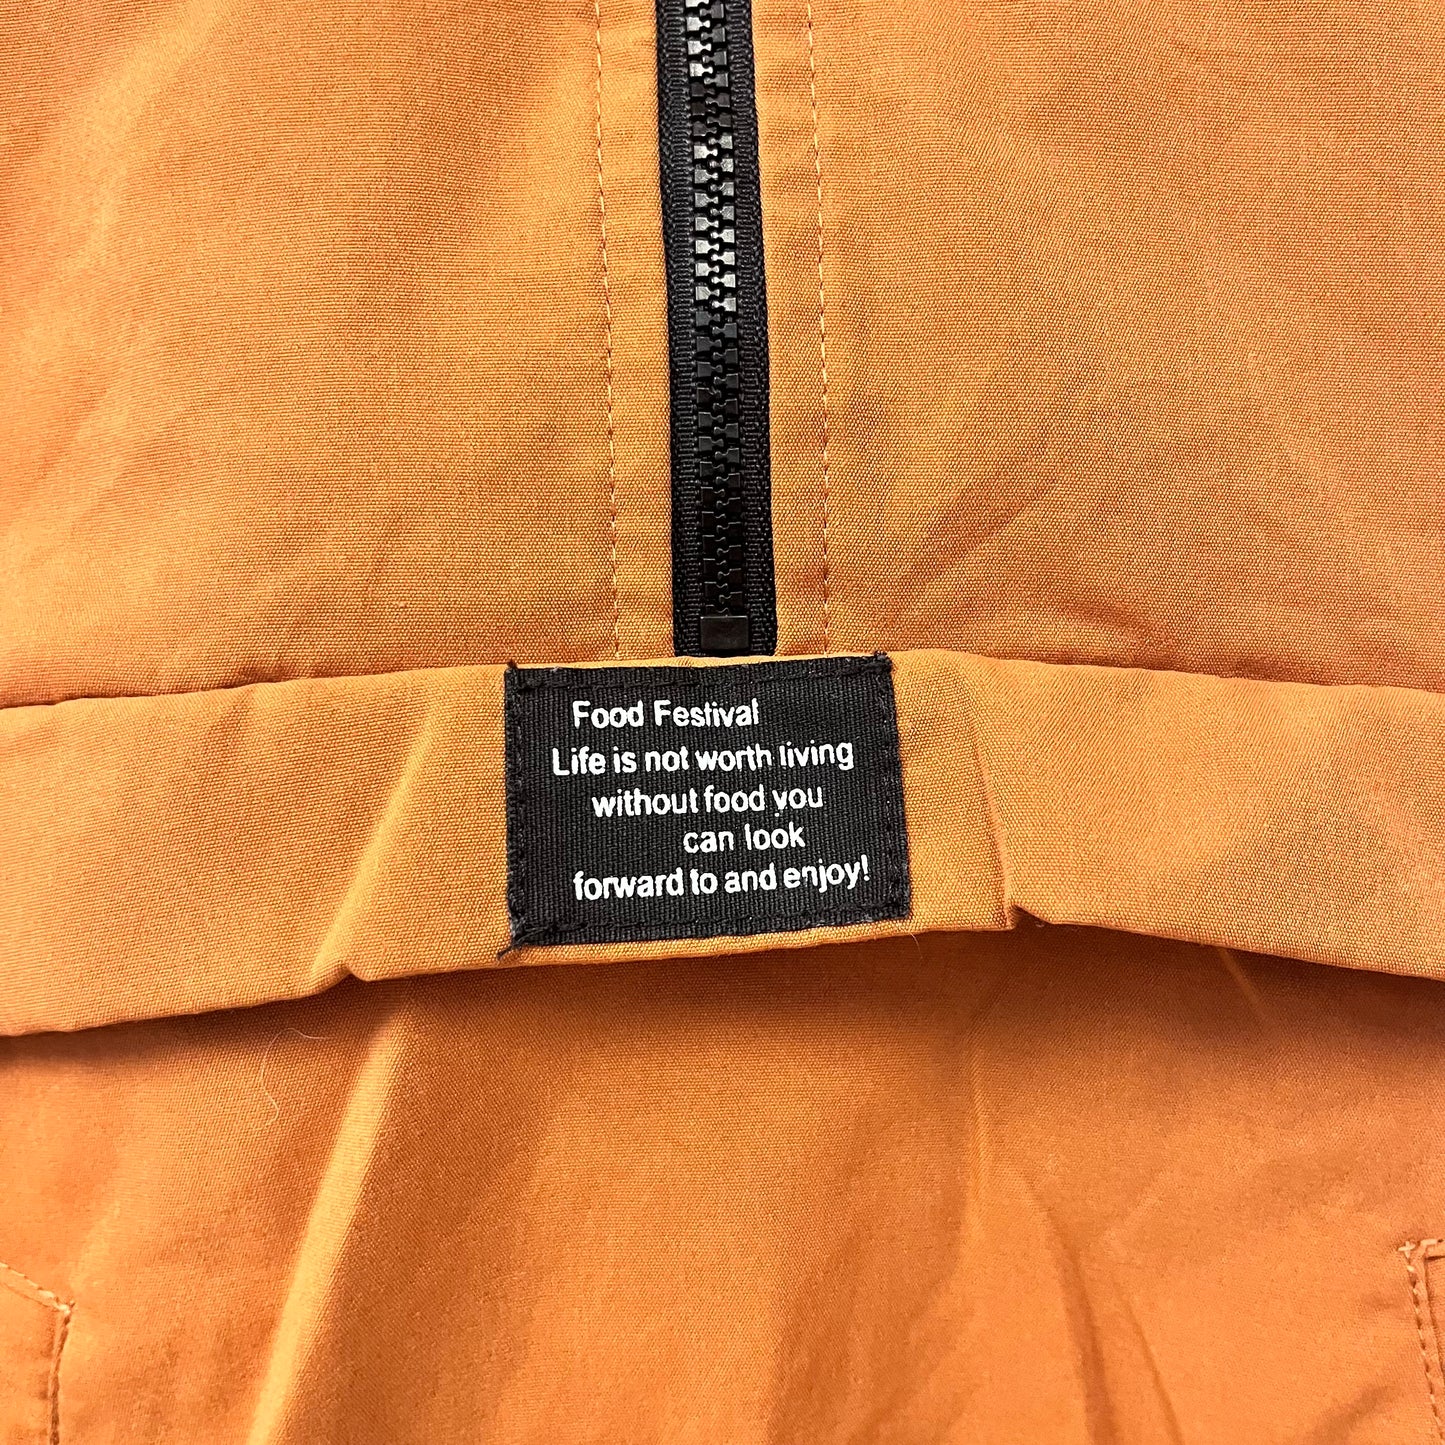 Food Festival
Life is not worth living
without food you
can look
forward to and enjoy!